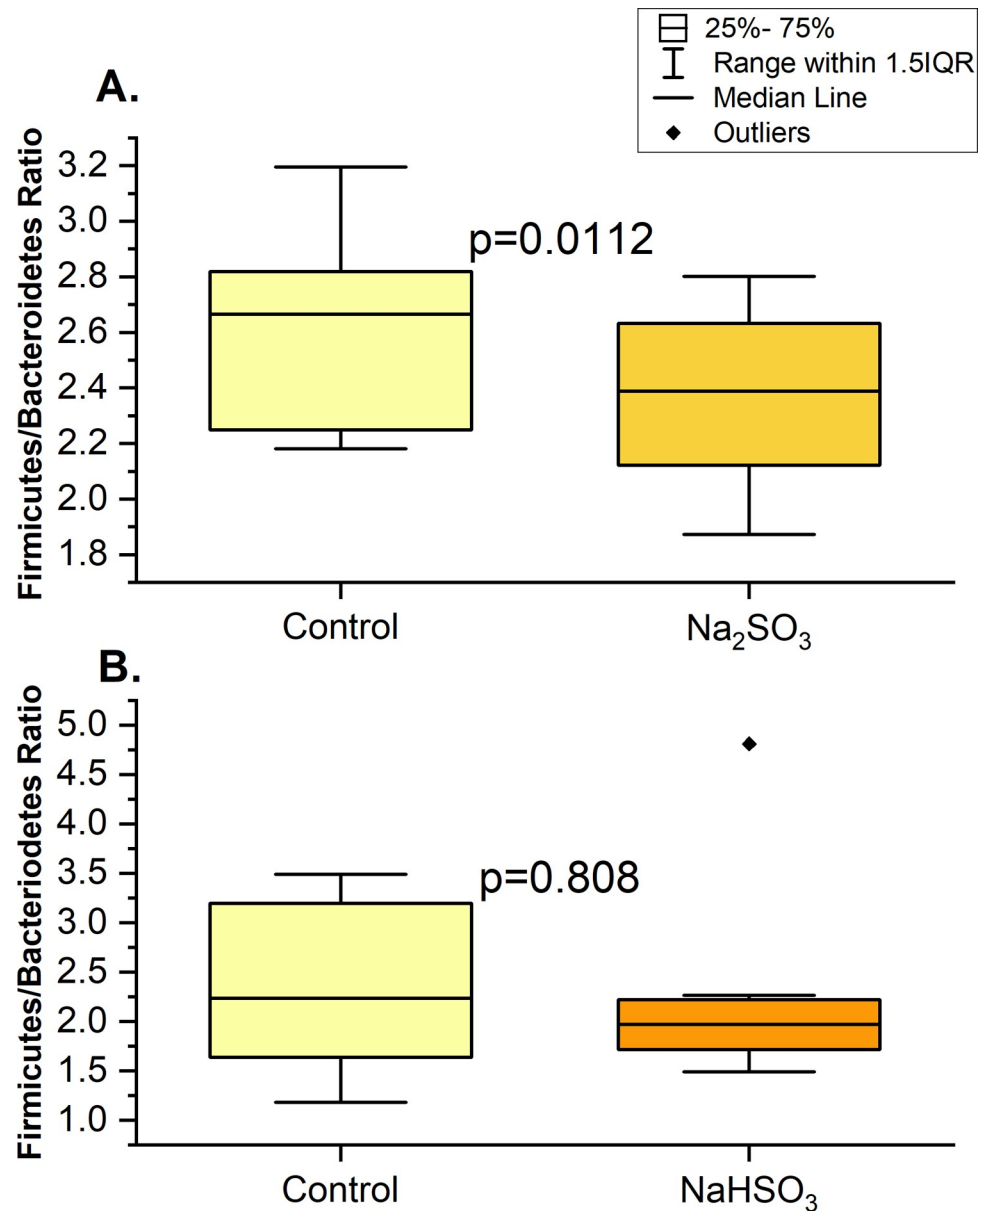 25%- 75%
Range within 1.5IQR
Median Line
Outliers
A.
Firmicutes/Bacteroidetes Ratio
3.2
3.0
2.8
2.6
2.4
2.2
2.0
1.8
p=0.0112
Control
Na₂SO₃
B.
Firmicutes/Bacteriodetes Ratio
5.0
4.5
4.0
3.5
3.0
2.5
2.0
1.5
1.0
p=0.808
Control
NaHSO₃